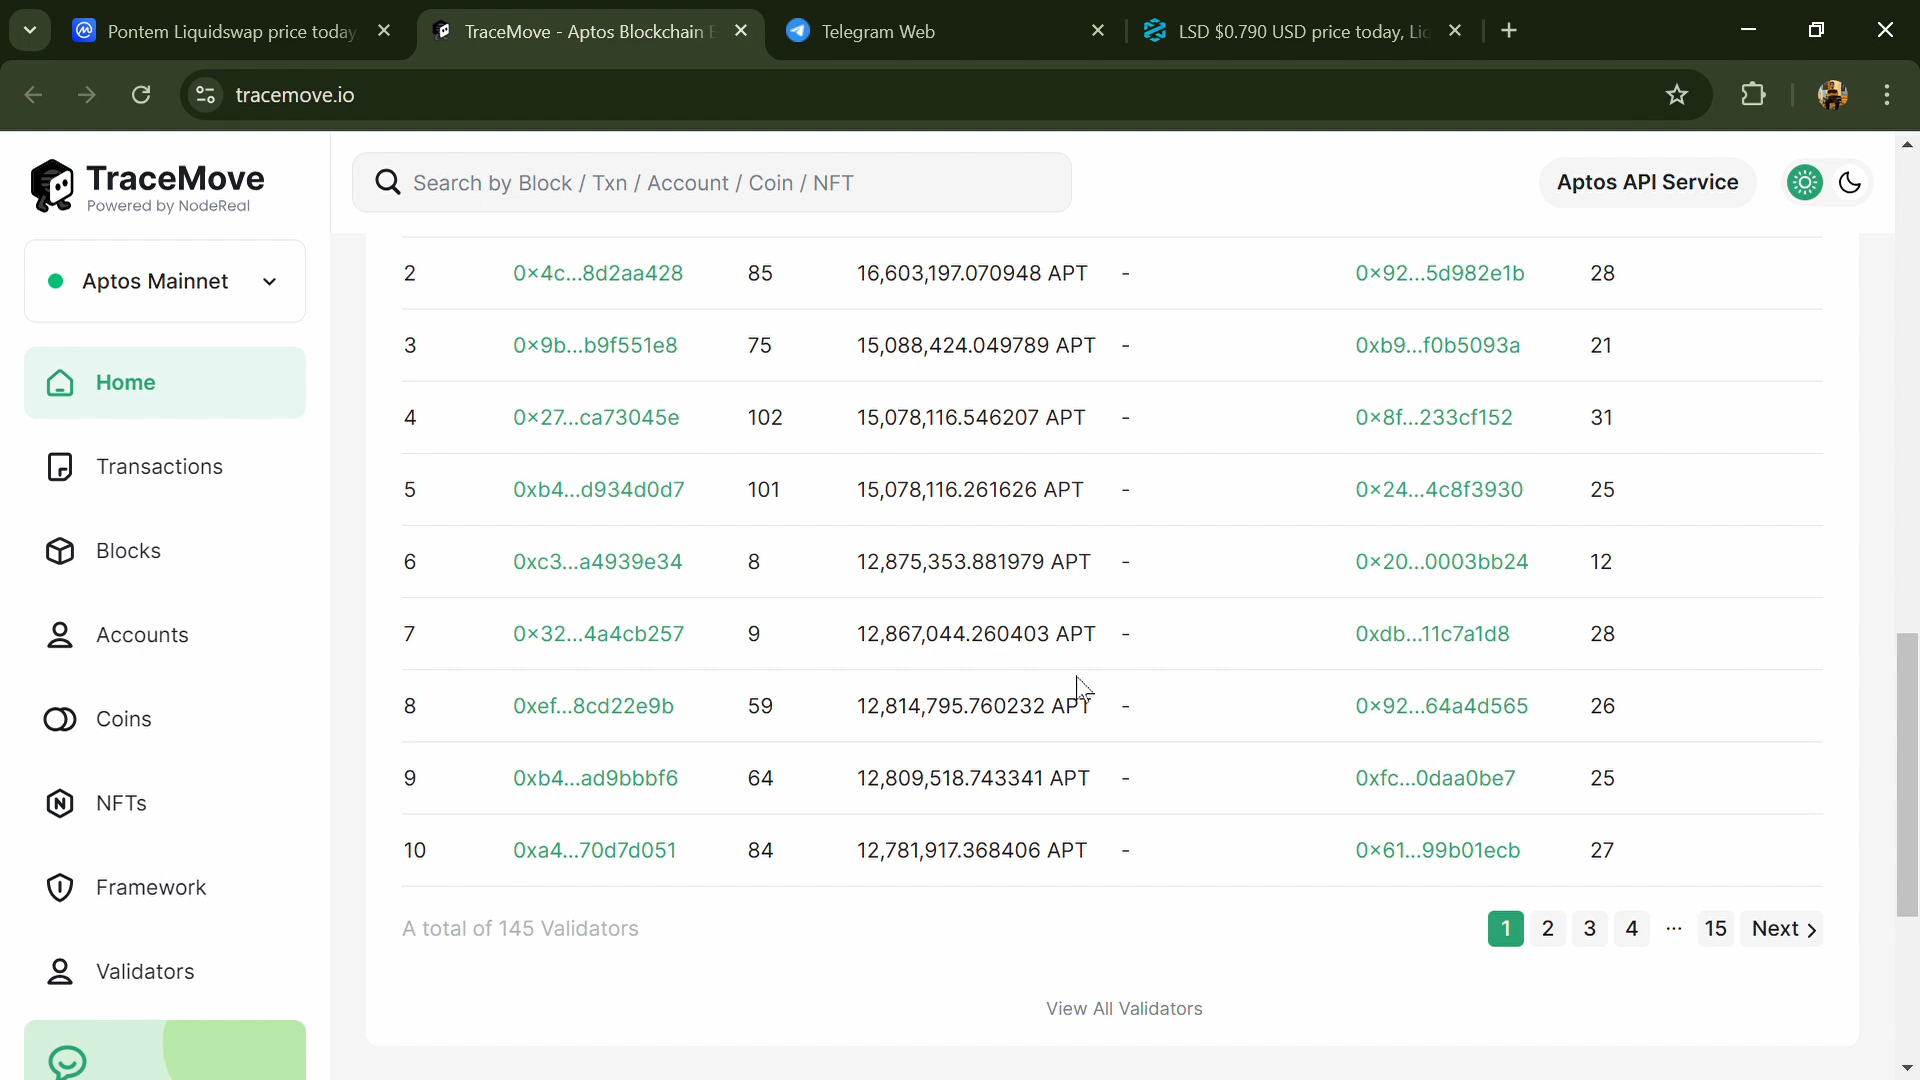 Pontem Liquidswap price today
TraceMove - Aptos Blockchain E
Telegram Web
LSD $0.790 USD price today, Lic
tracemove.io
TraceMove
Powered by NodeReal
Search by Block / Txn / Account / Coin / NFT
Aptos API Service
Aptos Mainnet
Home
Transactions
Blocks
Accounts
Coins
NFTs
Framework
Validators
2 0x4c...8d2aa428 85 16,603,197.070948 APT - 0x92...5d982e1b 28
3 0x9b...b9f551e8 75 15,088,424.049789 APT - 0xb9...f0b5093a 21
4 0x27...ca73045e 102 15,078,116.546207 APT - 0x8f...233cf152 31
5 0xb4...d934d0d7 101 15,078,116.261626 APT - 0x24...4c8f3930 25
6 0xc3...a4939e34 8 12,875,353.881979 APT - 0x20...0003bb24 12
7 0x32...4a4cb257 9 12,867,044.260403 APT - 0xdb...11c7a1d8 28
8 0xef...8cd22e9b 59 12,814,795.760232 APT - 0x92...64a4d565 26
9 0xb4...ad9bbbf6 64 12,809,518.743341 APT - 0xfc...0daa0be7 25
10 0xa4...70d7d051 84 12,781,917.368406 APT - 0x61...99b01ecb 27
A total of 145 Validators
1 2 3 4 ... 15 Next >
View All Validators